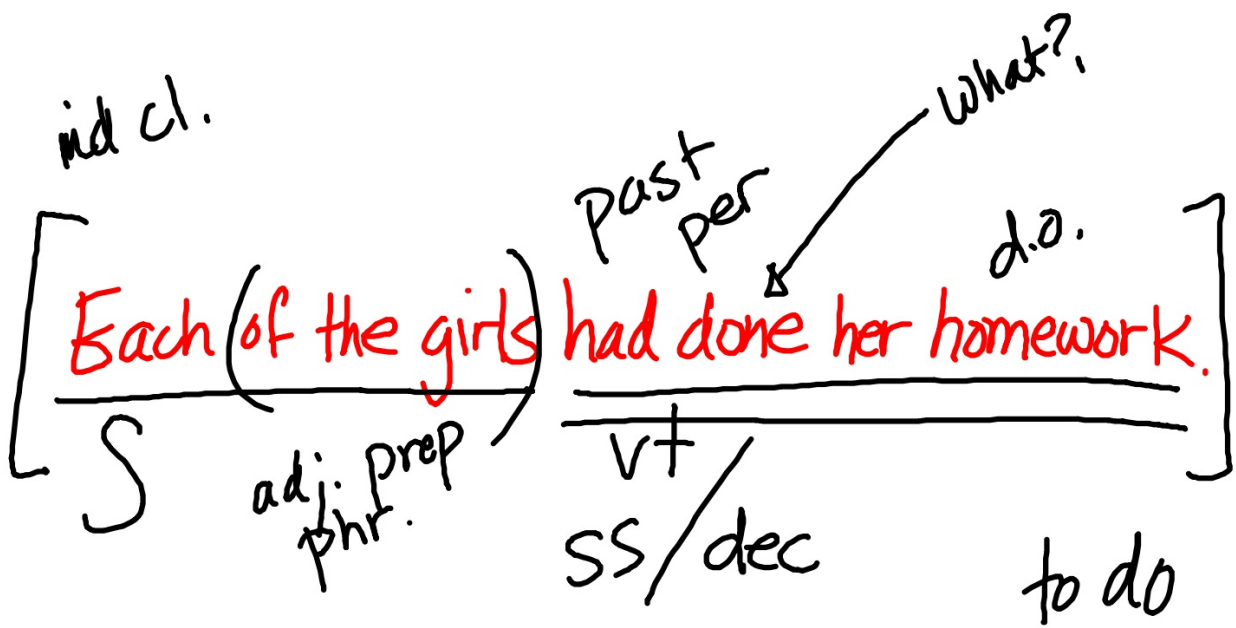 ind cl.
what?
past
per
d.o.
Each (of the girls) had done her homework.
S
adj. prep
phr.
vt
ss/dec
to do